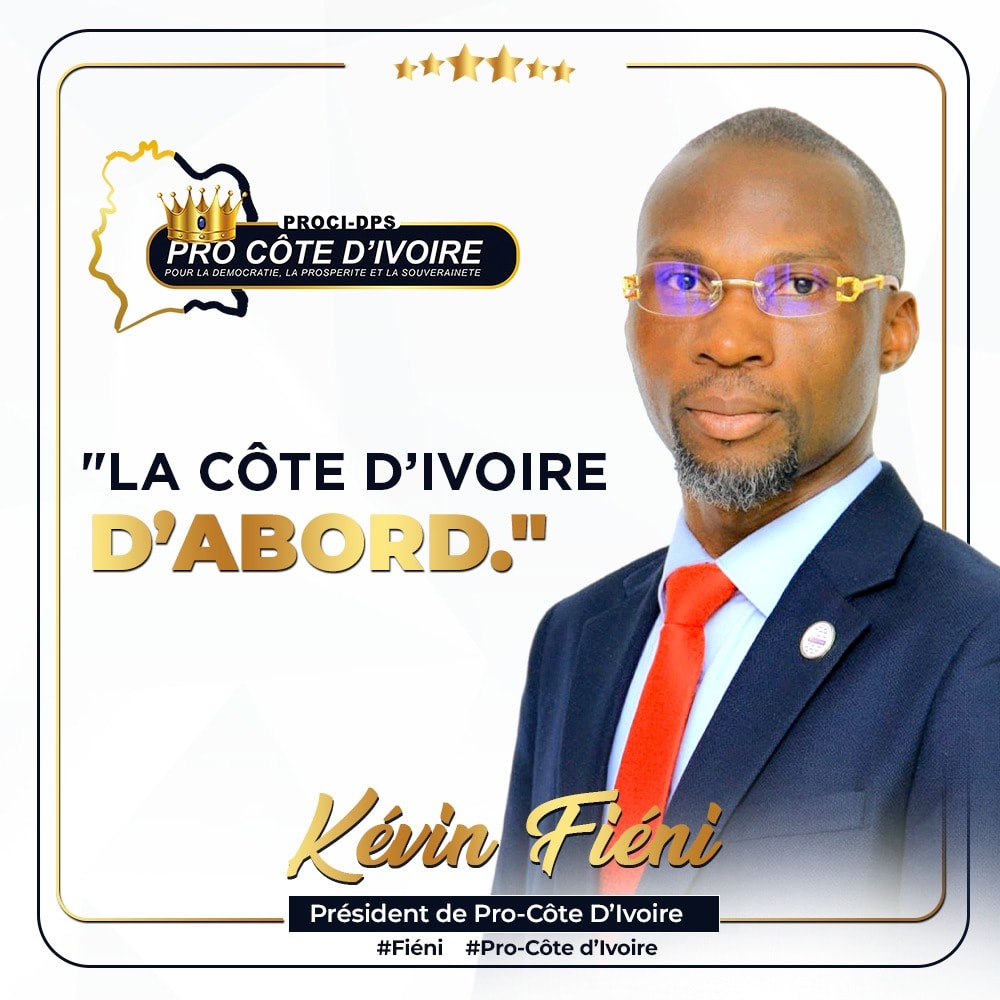 PROCI-DPS
PRO CÔTE D’IVOIRE
POUR LA DEMOCRATIE, LA PROSPERITE ET LA SOUVERAINETE
"LA CÔTE D’IVOIRE
D’ABORD."
Kévin Fiéni
Président de Pro-Côte D’Ivoire
#Fiéni #Pro-Côte d’Ivoire